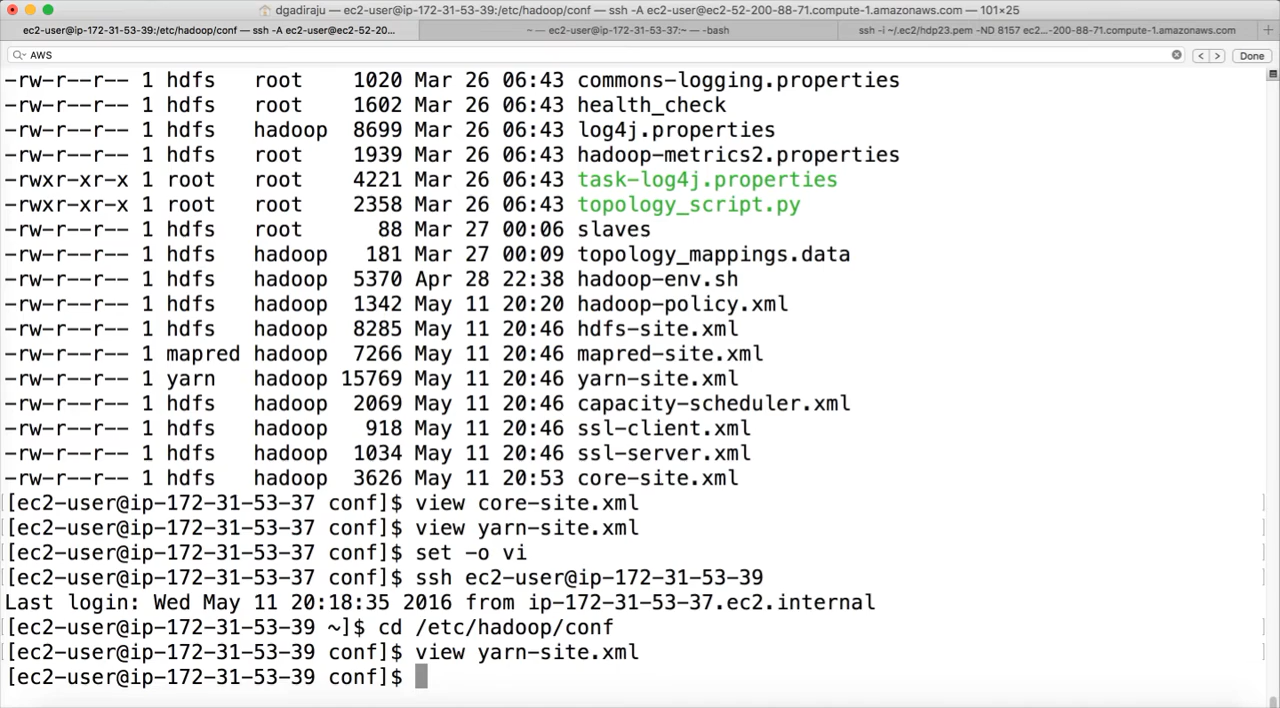 dgadiraju — ec2-user@ip-172-31-53-39:/etc/hadoop/conf — ssh -A ec2-user@ec2-52-200-88-71.compute-1.amazonaws.com — 101×25
ec2-user@ip-172-31-53-39:/etc/hadoop/conf — ssh -A ec2-user@ec2-52-20...
~ — ec2-user@ip-172-31-53-37:~ — -bash
ssh -i ~/.ec2/hdp23.pem -ND 8157 ec2...-200-88-71.compute-1.amazonaws.com
AWS
Done
-rw-r--r-- 1 hdfs   root    1020 Mar 26 06:43 commons-logging.properties
-rw-r--r-- 1 hdfs   root    1602 Mar 26 06:43 health_check
-rw-r--r-- 1 hdfs   hadoop  8699 Mar 26 06:43 log4j.properties
-rw-r--r-- 1 hdfs   root    1939 Mar 26 06:43 hadoop-metrics2.properties
-rwxr-xr-x 1 root   root    4221 Mar 26 06:43 task-log4j.properties
-rwxr-xr-x 1 root   root    2358 Mar 26 06:43 topology_script.py
-rw-r--r-- 1 hdfs   root      88 Mar 27 00:06 slaves
-rw-r--r-- 1 hdfs   hadoop   181 Mar 27 00:09 topology_mappings.data
-rw-r--r-- 1 hdfs   hadoop  5370 Apr 28 22:38 hadoop-env.sh
-rw-r--r-- 1 hdfs   hadoop  1342 May 11 20:20 hadoop-policy.xml
-rw-r--r-- 1 hdfs   hadoop  8285 May 11 20:46 hdfs-site.xml
-rw-r--r-- 1 mapred hadoop  7266 May 11 20:46 mapred-site.xml
-rw-r--r-- 1 yarn   hadoop 15769 May 11 20:46 yarn-site.xml
-rw-r--r-- 1 hdfs   hadoop  2069 May 11 20:46 capacity-scheduler.xml
-rw-r--r-- 1 hdfs   hadoop   918 May 11 20:46 ssl-client.xml
-rw-r--r-- 1 hdfs   hadoop  1034 May 11 20:46 ssl-server.xml
-rw-r--r-- 1 hdfs   hadoop  3626 May 11 20:53 core-site.xml
[ec2-user@ip-172-31-53-37 conf]$ view core-site.xml
[ec2-user@ip-172-31-53-37 conf]$ view yarn-site.xml
[ec2-user@ip-172-31-53-37 conf]$ set -o vi
[ec2-user@ip-172-31-53-37 conf]$ ssh ec2-user@ip-172-31-53-39
Last login: Wed May 11 20:18:35 2016 from ip-172-31-53-37.ec2.internal
[ec2-user@ip-172-31-53-39 ~]$ cd /etc/hadoop/conf
[ec2-user@ip-172-31-53-39 conf]$ view yarn-site.xml
[ec2-user@ip-172-31-53-39 conf]$